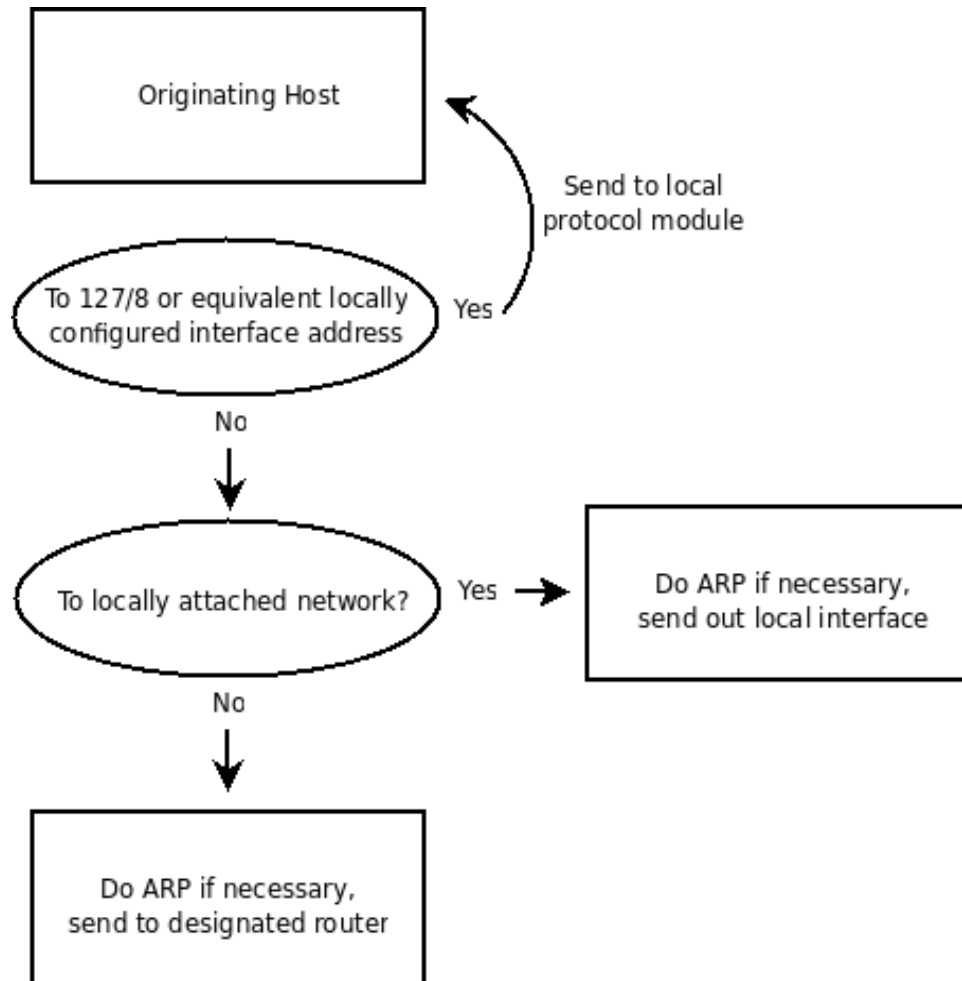 Originating Host
Send to local
protocol module
To 127/8 or equivalent locally
configured interface address
Yes
No
To locally attached network?
Yes
Do ARP if necessary,
send out local interface
No
Do ARP if necessary,
send to designated router